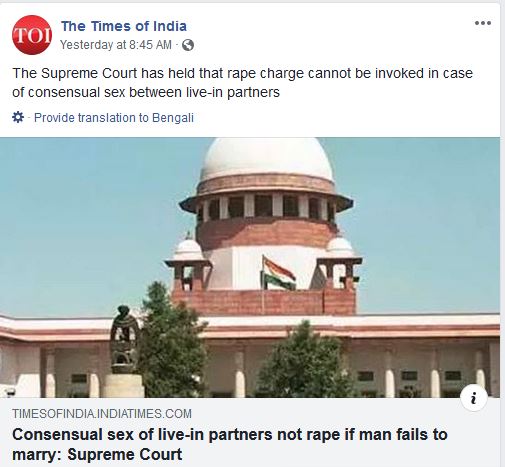 TOI
The Times of India
Yesterday at 8:45 AM ·
The Supreme Court has held that rape charge cannot be invoked in case
of consensual sex between live-in partners
· Provide translation to Bengali
i
TIMESOFINDIA.INDIATIMES.COM
Consensual sex of live-in partners not rape if man fails to
marry: Supreme Court